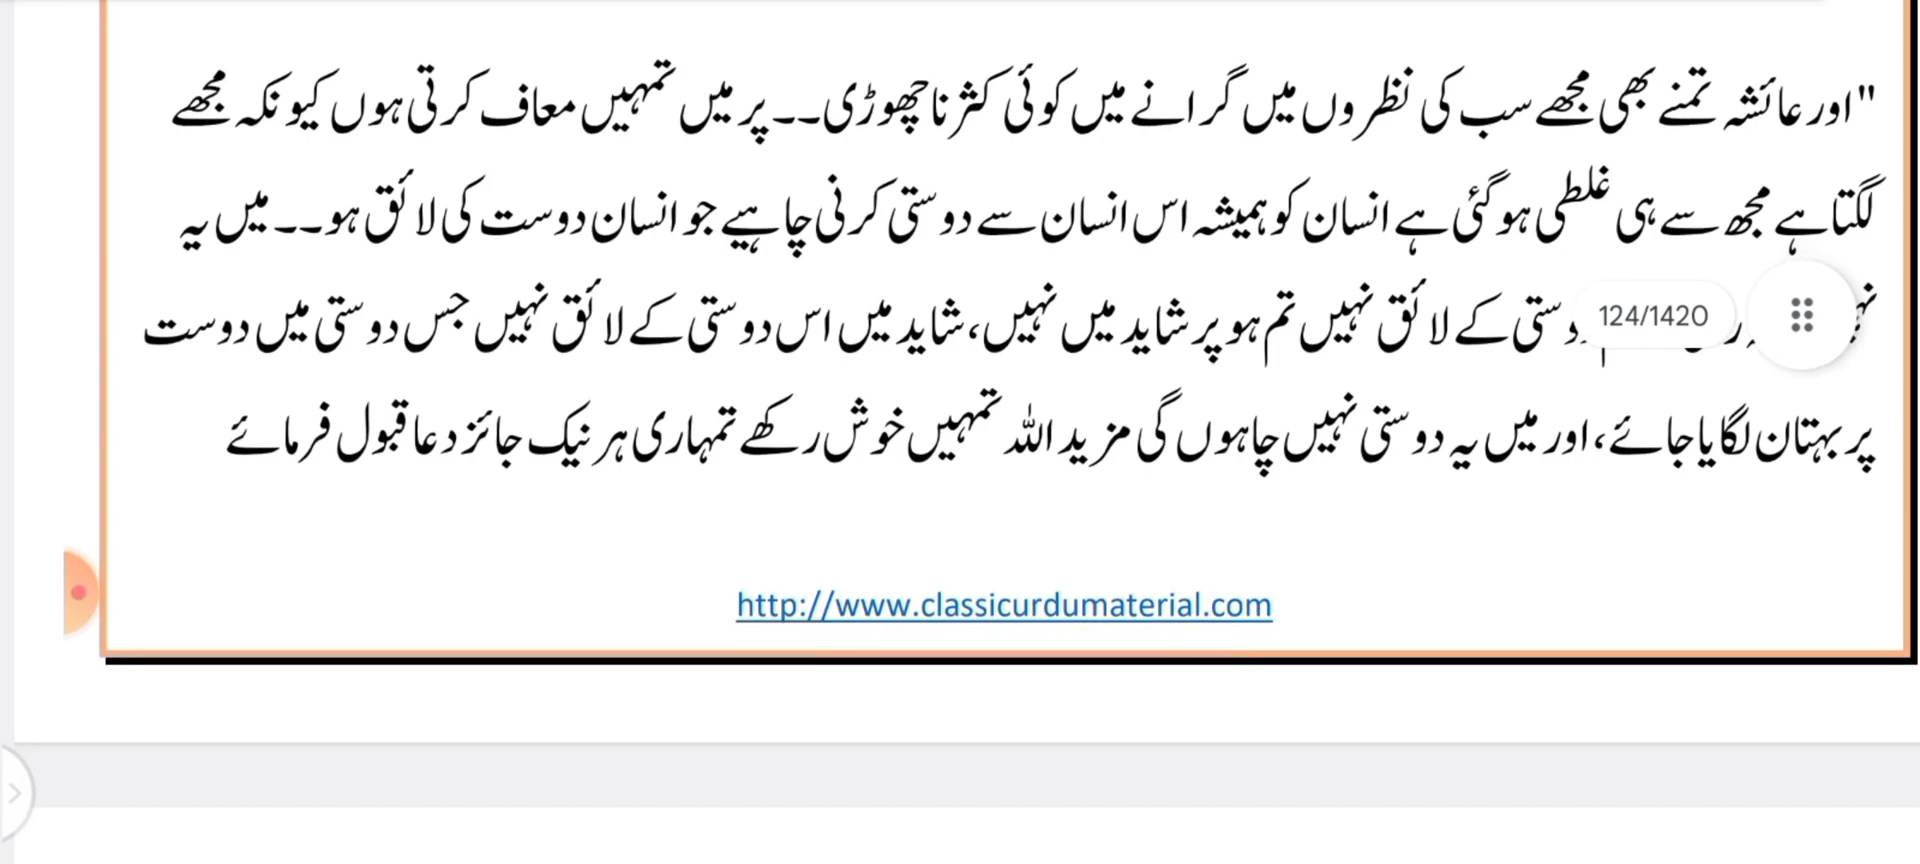 "اور عائشہ تمنے بھی مجھے سب کی نظروں میں گرانے میں کوئی کثر نا چھوڑی۔۔ پر میں تمہیں معاف کرتی ہوں کیونکہ مجھے
لگتا ہے مجھ سے ہی غلطی ہو گئی ہے انسان کو ہمیشہ اس انسان سے دوستی کرنی چاہیے جو انسان دوست کی لائق ہو۔۔ میں یہ
124/1420
دوستی کے لائق نہیں تم ہو پر شاید میں نہیں، شاید میں اس دوستی کے لائق نہیں جس دوستی میں دوست
پر بہتان لگایا جائے، اور میں یہ دوستی نہیں چاہوں گی مزید اللہ تمہیں خوش رکھے تمہاری ہر نیک جائز دعا قبول فرمائے
http://www.classicurdumaterial.com